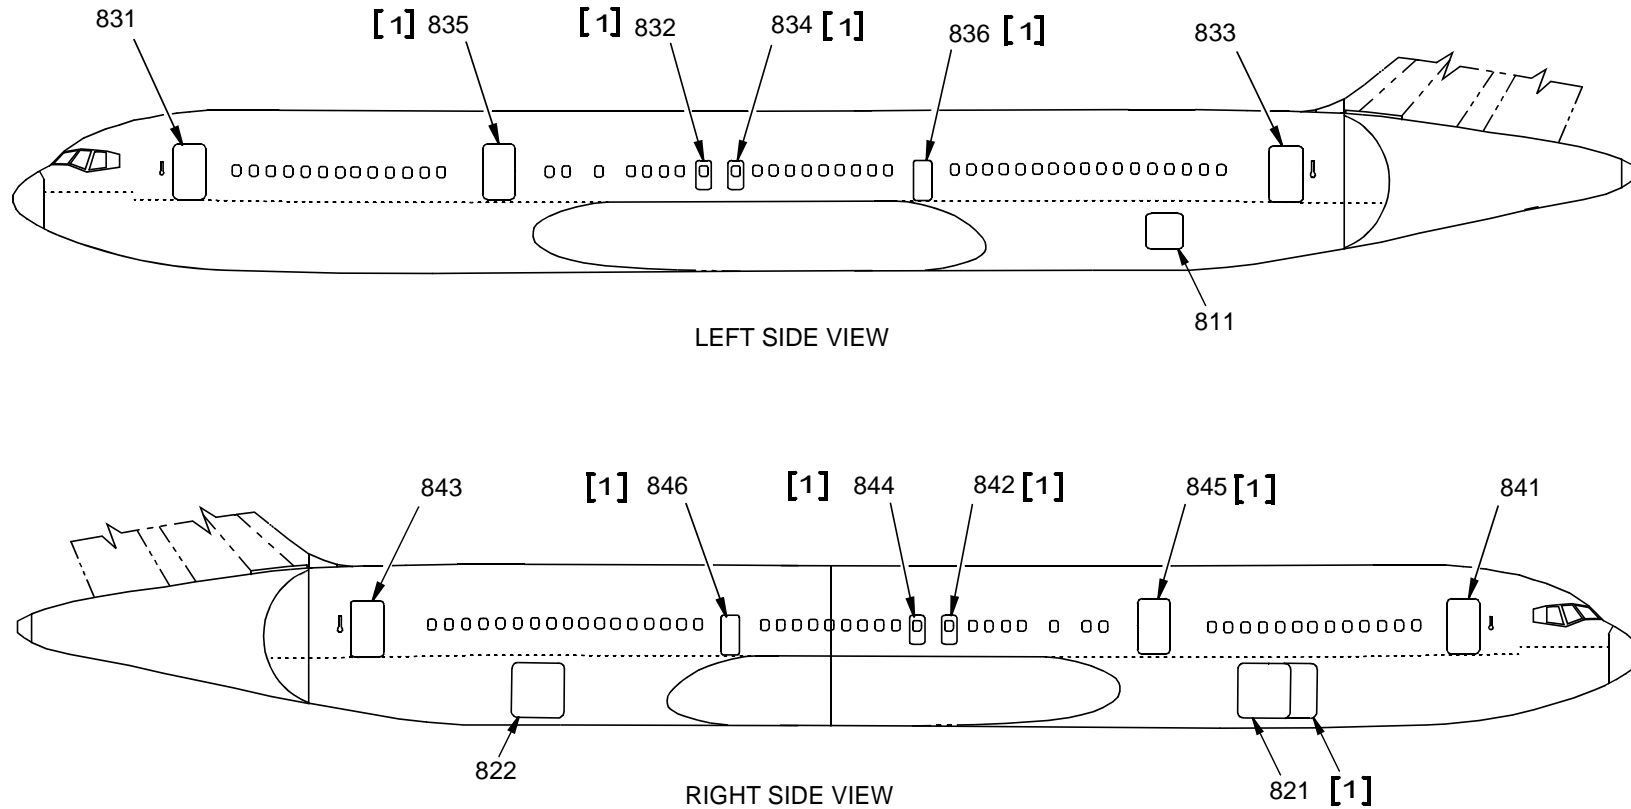 831 [1] 835 [1] 832 834 [1] 836 [1] 833
811
LEFT SIDE VIEW
843 [1] 846 [1] 844 842 [1] 845 [1] 841
822 821 [1]
RIGHT SIDE VIEW